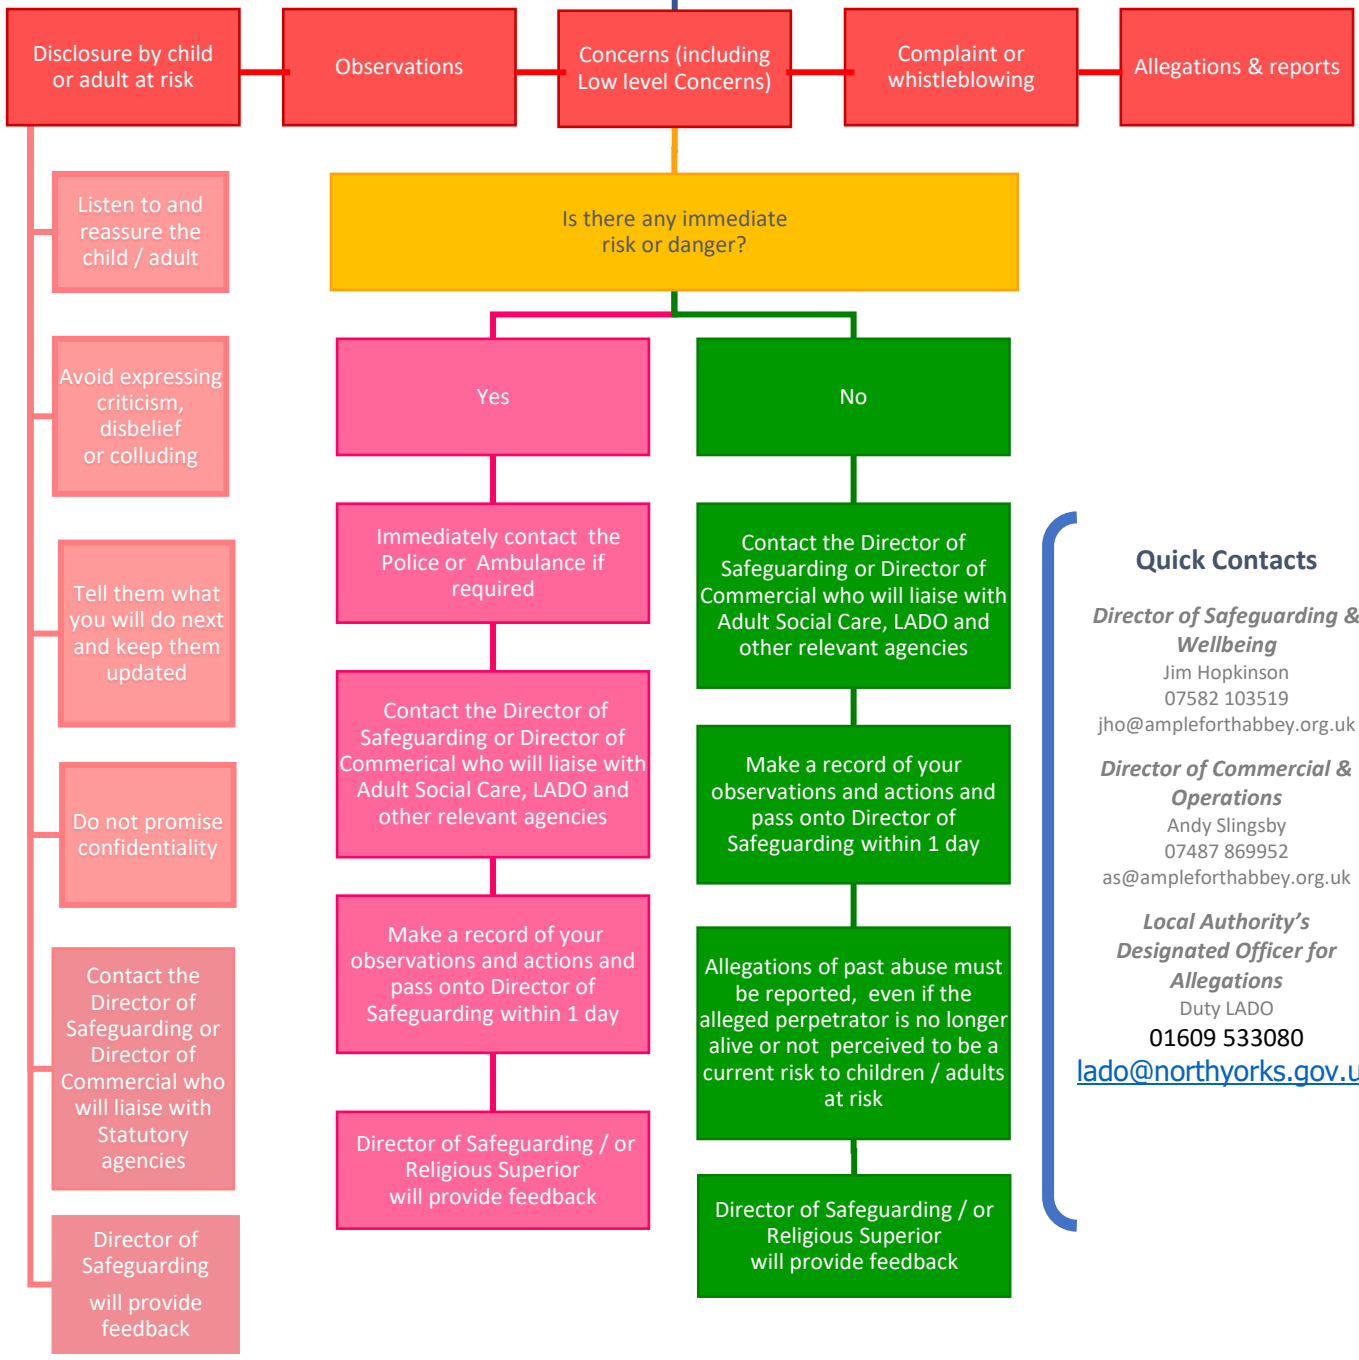 Disclosure by child
or adult at risk
Observations
Concerns (including
Low level Concerns)
Complaint or
whistleblowing
Allegations & reports
Listen to and
reassure the
child / adult
Avoid expressing
criticism,
disbelief
or colluding
Tell them what
you will do next
and keep them
updated
Do not promise
confidentiality
Contact the
Director of
Safeguarding or
Director of
Commercial who
will liaise with
Statutory
agencies
Director of
Safeguarding
will provide
feedback
Is there any immediate
risk or danger?
Yes
Immediately contact the
Police or Ambulance if
required
Contact the Director of
Safeguarding or Director of
Commerical who will liaise with
Adult Social Care, LADO and
other relevant agencies
Make a record of your
observations and actions and
pass onto Director of
Safeguarding within 1 day
Director of Safeguarding / or
Religious Superior
will provide feedback
No
Contact the Director of
Safeguarding or Director of
Commercial who will liaise with
Adult Social Care, LADO and
other relevant agencies
Make a record of your
observations and actions and
pass onto Director of
Safeguarding within 1 day
Allegations of past abuse must
be reported, even if the
alleged perpetrator is no longer
alive or not perceived to be a
current risk to children / adults
at risk
Director of Safeguarding / or
Religious Superior
will provide feedback
Quick Contacts
Director of Safeguarding &
Wellbeing
Jim Hopkinson
07582 103519
jho@ampleforthabbey.org.uk
Director of Commercial &
Operations
Andy Slingsby
07487 869952
as@ampleforthabbey.org.uk
Local Authority's
Designated Officer for
Allegations
Duty LADO
01609 533080
lado@northyorks.gov.u